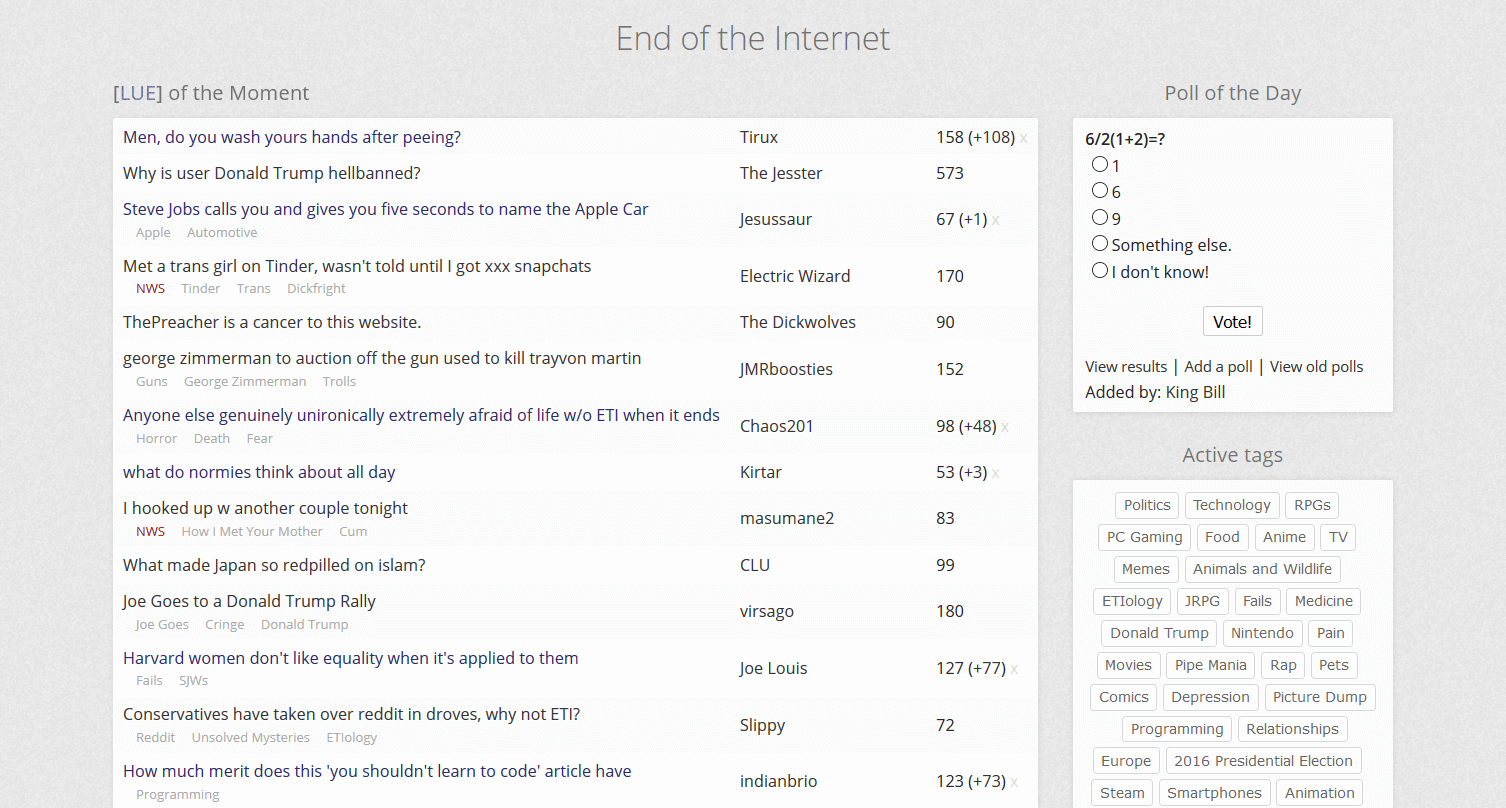 End of the Internet
[LUE] of the Moment
Men, do you wash yours hands after peeing? Tirux 158 (+108) x
Why is user Donald Trump hellbanned? The Jesster 573
Steve Jobs calls you and gives you five seconds to name the Apple Car Jesussaur 67 (+1) x
Apple Automotive
Met a trans girl on Tinder, wasn't told until I got xxx snapchats Electric Wizard 170
NWS Tinder Trans Dickfright
ThePreacher is a cancer to this website. The Dickwolves 90
george zimmerman to auction off the gun used to kill trayvon martin JMRboosties 152
Guns George Zimmerman Trolls
Anyone else genuinely unironically extremely afraid of life w/o ETI when it ends Chaos201 98 (+48) x
Horror Death Fear
what do normies think about all day Kirtar 53 (+3) x
I hooked up w another couple tonight masumane2 83
NWS How I Met Your Mother Cum
What made Japan so redpilled on islam? CLU 99
Joe Goes to a Donald Trump Rally virsago 180
Joe Goes Cringe Donald Trump
Harvard women don't like equality when it's applied to them Joe Louis 127 (+77) x
Fails SJWs
Conservatives have taken over reddit in droves, why not ETI? Slippy 72
Reddit Unsolved Mysteries ETIology
How much merit does this 'you shouldn't learn to code' article have indianbrio 123 (+73) x
Programming
Poll of the Day
6/2(1+2)=?
1
6
9
Something else.
I don't know!
Vote!
View results | Add a poll | View old polls
Added by: King Bill
Active tags
Politics Technology RPGs
PC Gaming Food Anime TV
Memes Animals and Wildlife
ETIology JRPG Fails Medicine
Donald Trump Nintendo Pain
Movies Pipe Mania Rap Pets
Comics Depression Picture Dump
Programming Relationships
Europe 2016 Presidential Election
Steam Smartphones Animation